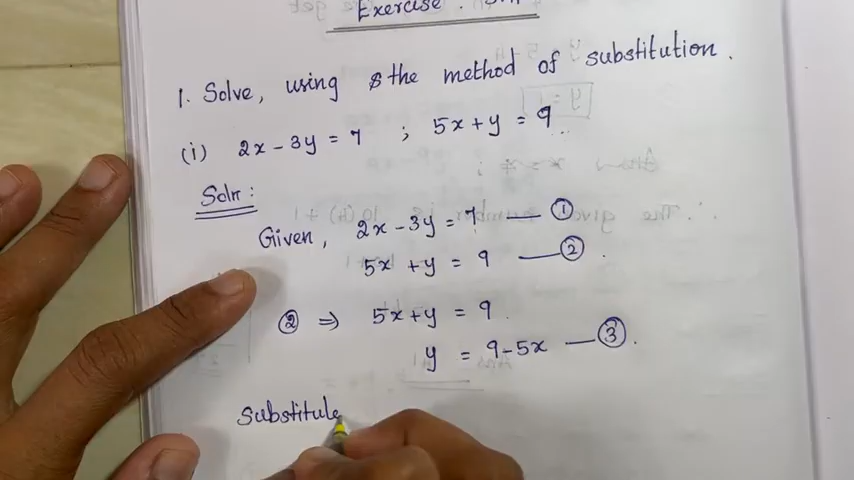 Exercise
1. Solve, using the method of substitution.
(i) 2x - 3y = 7 ; 5x + y = 9
Soln:
Given, 2x - 3y = 7 — ①
5x + y = 9 — ② .
② ⇒ 5x + y = 9.
y = 9 - 5x — ③ .
Substitute